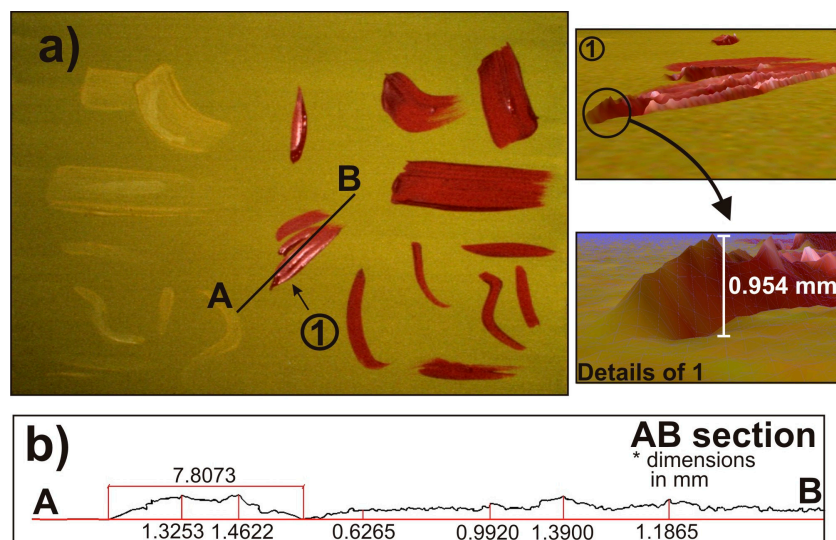 a)
B
A
①
①
0.954 mm
Details of 1
b)
AB section
* dimensions
in mm
7.8073
A
B
1.3253 1.4622 0.6265 0.9920 1.3900 1.1865